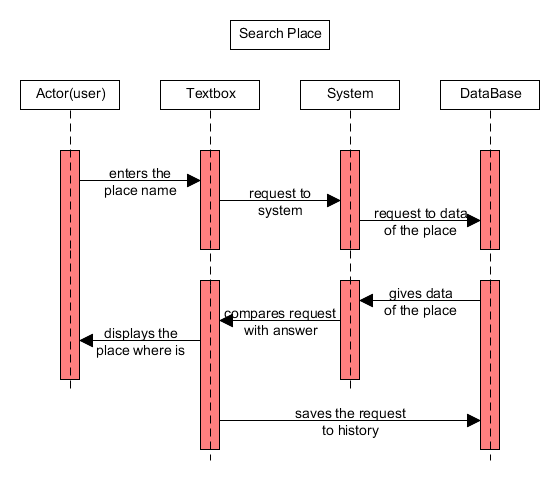 Search Place
Actor(user)
Textbox
System
DataBase
enters the
place name
request to
system
request to data
of the place
gives data
of the place
compares request
with answer
displays the
place where is
saves the request
to history